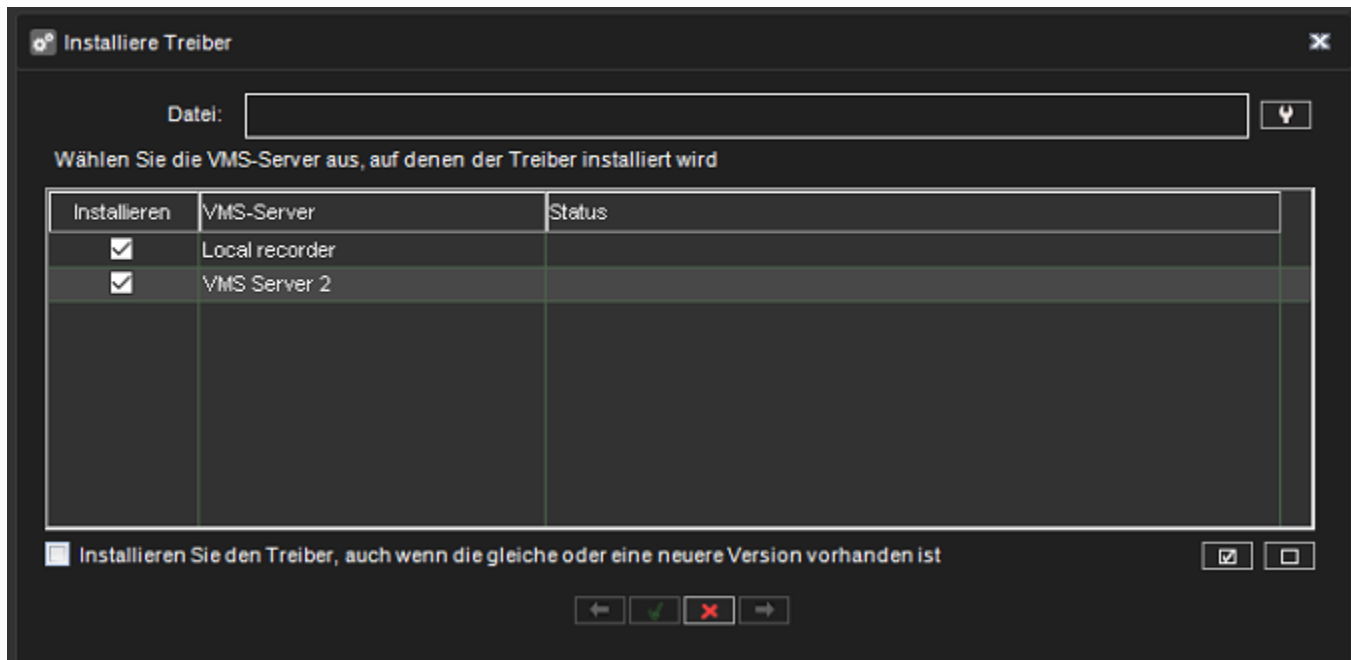 Installiere Treiber
Datei:
Wählen Sie die VMS-Server aus, auf denen der Treiber installiert wird
Installieren VMS-Server Status
Local recorder
VMS Server 2
Installieren Sie den Treiber, auch wenn die gleiche oder eine neuere Version vorhanden ist